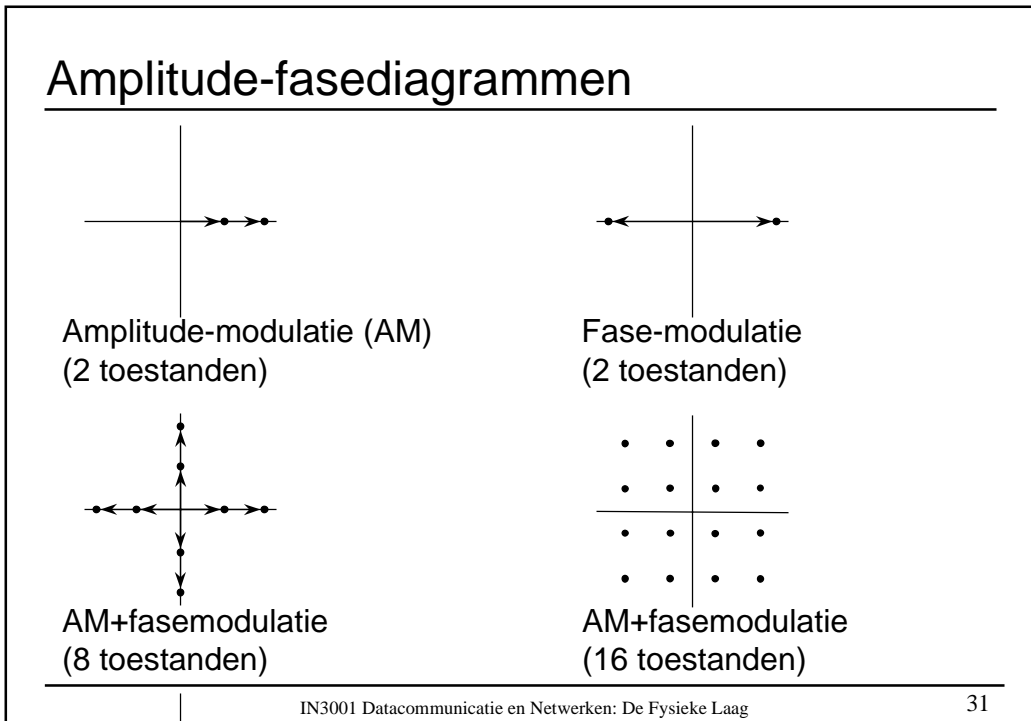 Amplitude-fasediagrammen
Amplitude-modulatie (AM)
(2 toestanden)
Fase-modulatie
(2 toestanden)
AM+fasemodulatie
(8 toestanden)
AM+fasemodulatie
(16 toestanden)
IN3001 Datacommunicatie en Netwerken: De Fysieke Laag
31